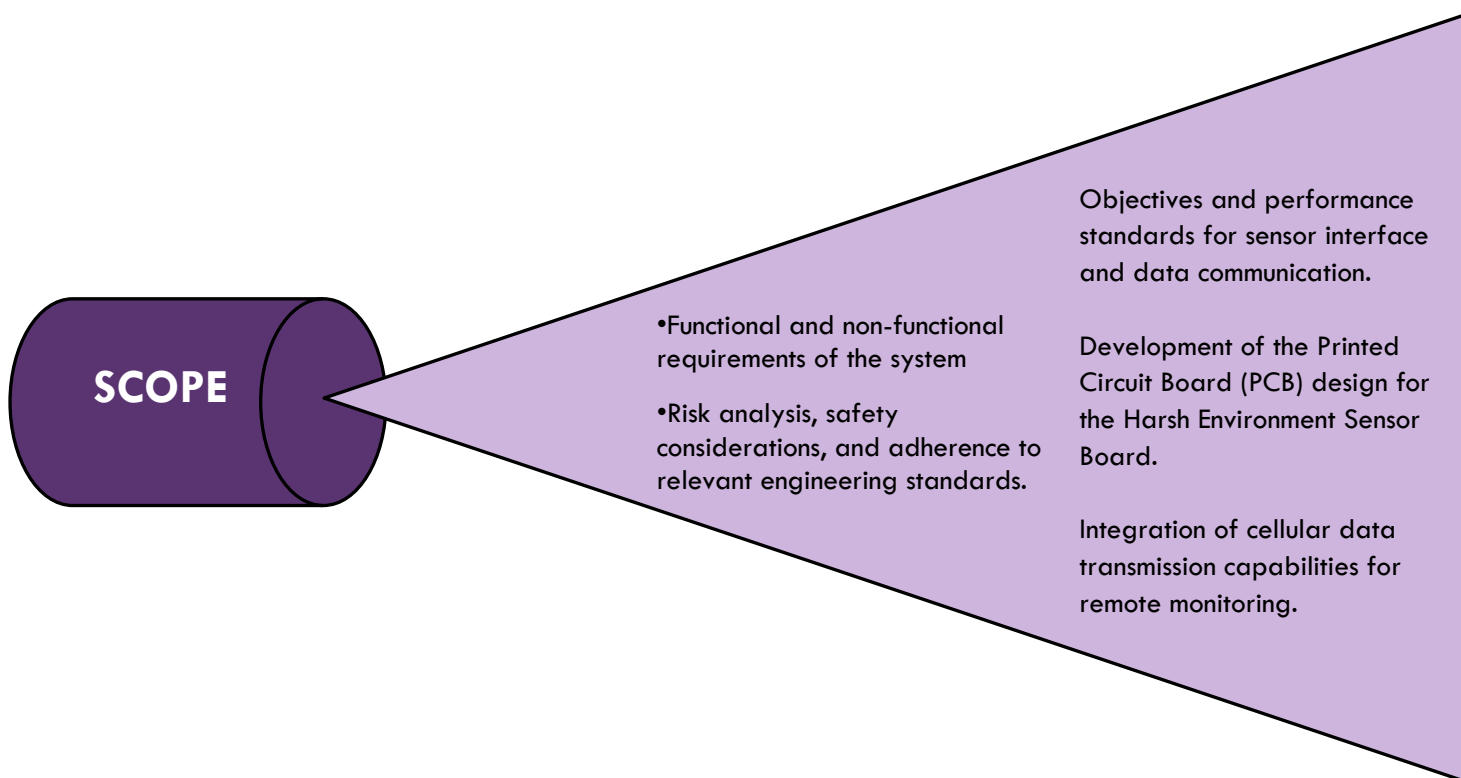 SCOPE
•Functional and non-functional
requirements of the system
•Risk analysis, safety
considerations, and adherence to
relevant engineering standards.
Objectives and performance
standards for sensor interface
and data communication.
Development of the Printed
Circuit Board (PCB) design for
the Harsh Environment Sensor
Board.
Integration of cellular data
transmission capabilities for
remote monitoring.